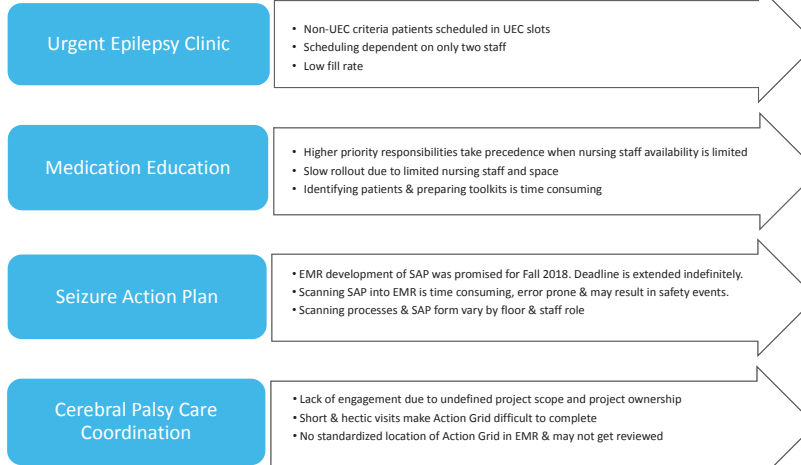 Urgent Epilepsy Clinic
• Non-UEC criteria patients scheduled in UEC slots
• Scheduling dependent on only two staff
• Low fill rate
Medication Education
• Higher priority responsibilities take precedence when nursing staff availability is limited
• Slow rollout due to limited nursing staff and space
• Identifying patients & preparing toolkits is time consuming
Seizure Action Plan
• EMR development of SAP was promised for Fall 2018. Deadline is extended indefinitely.
• Scanning SAP into EMR is time consuming, error prone & may result in safety events.
• Scanning processes & SAP form vary by floor & staff role
Cerebral Palsy Care
Coordination
• Lack of engagement due to undefined project scope and project ownership
• Short & hectic visits make Action Grid difficult to complete
• No standardized location of Action Grid in EMR & may not get reviewed